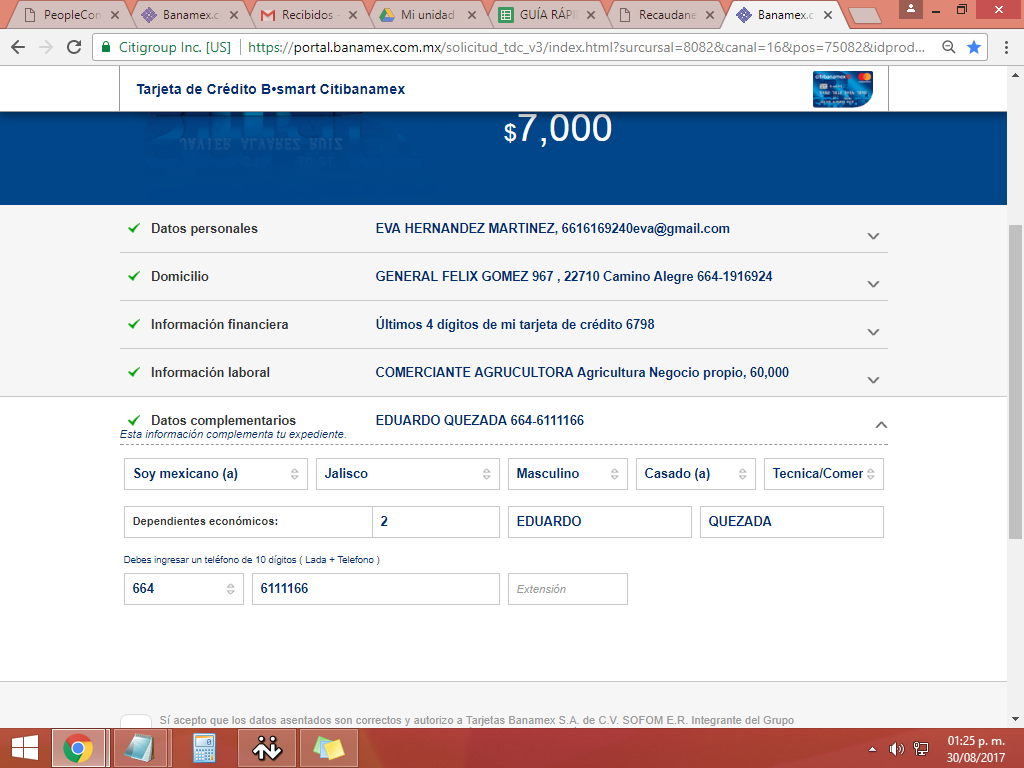 PeopleCon
Banamex.c
Recibidos -
Mi unidad
GUÍA RÁPI
Recaudane
Banamex.c
Citigroup Inc. [US] https://portal.banamex.com.mx/solicitud_tdc_v3/index.html?sursursal=8082&canal=16&pos=75082&idprod...
Tarjeta de Crédito B•smart Citibanamex
citibanamex
$7,000
JAVIER ALVAREZ RUIZ
Datos personales EVA HERNANDEZ MARTINEZ, 6616169240eva@gmail.com
Domicilio GENERAL FELIX GOMEZ 967 , 22710 Camino Alegre 664-1916924
Información financiera Últimos 4 dígitos de mi tarjeta de crédito 6798
Información laboral COMERCIANTE AGRUCULTORA Agricultura Negocio propio, 60,000
Datos complementarios EDUARDO QUEZADA 664-6111166
Esta información complementa tu expediente.
Soy mexicano (a) Jalisco Masculino Casado (a) Tecnica/Comer
Dependientes económicos: 2 EDUARDO QUEZADA
Debes ingresar un teléfono de 10 dígitos ( Lada + Telefono )
664 6111166 Extensión
Sí acepto que los datos asentados son correctos y autorizo a Tarjetas Banamex S.A. de C.V. SOFOM E.R. Integrante del Grupo
01:25 p. m.
30/08/2017